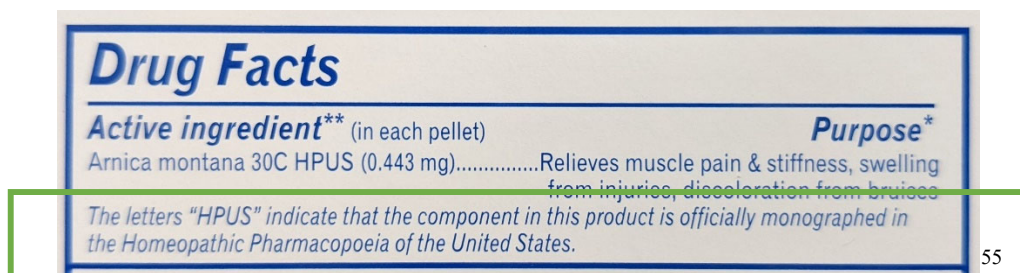 Drug Facts
Active ingredient** (in each pellet) Purpose*
Arnica montana 30C HPUS (0.443 mg)...............Relieves muscle pain & stiffness, swelling
from injuries, discoloration from bruises
The letters “HPUS” indicate that the component in this product is officially monographed in
the Homeopathic Pharmacopoeia of the United States.
55